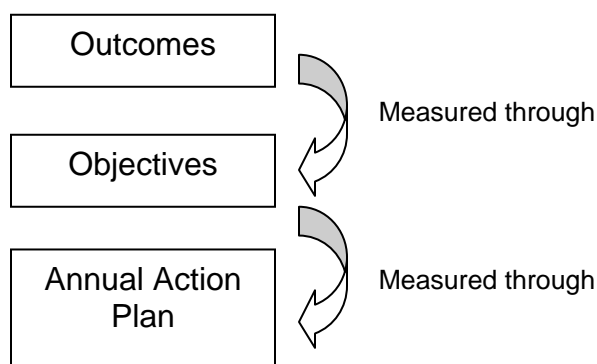 Outcomes
Measured through
Objectives
Annual Action
Plan
Measured through